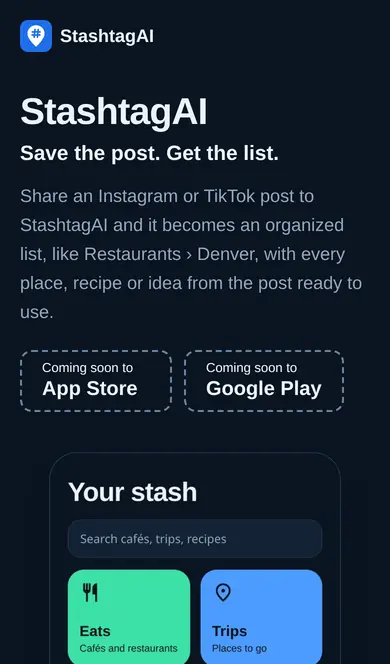 StashtagAI
StashtagAI
Save the post. Get the list.
Share an Instagram or TikTok post to
StashtagAI and it becomes an organized
list, like Restaurants › Denver, with every
place, recipe or idea from the post ready to
use.
Coming soon to
App Store
Coming soon to
Google Play
Your stash
Search cafés, trips, recipes
Eats
Cafés and restaurants
Trips
Places to go